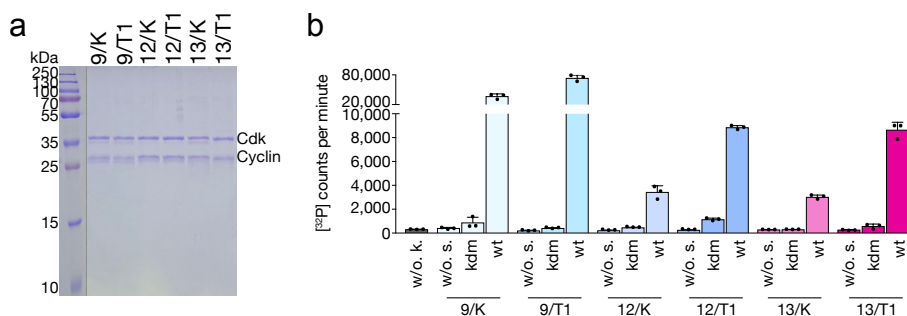 a
kDa
250
130
100
70
55
35
25
15
10
9/K
9/T1
12/K
12/T1
13/K
13/T1
Cdk
Cyclin
b
[³²P] counts per minute
80,000
20,000
10,000
8,000
6,000
4,000
2,000
0
w/o. k.
w/o. s.
kdm
wt
w/o. s.
kdm
wt
w/o. s.
kdm
wt
w/o. s.
kdm
wt
w/o. s.
kdm
wt
w/o. s.
kdm
wt
9/K
9/T1
12/K
12/T1
13/K
13/T1